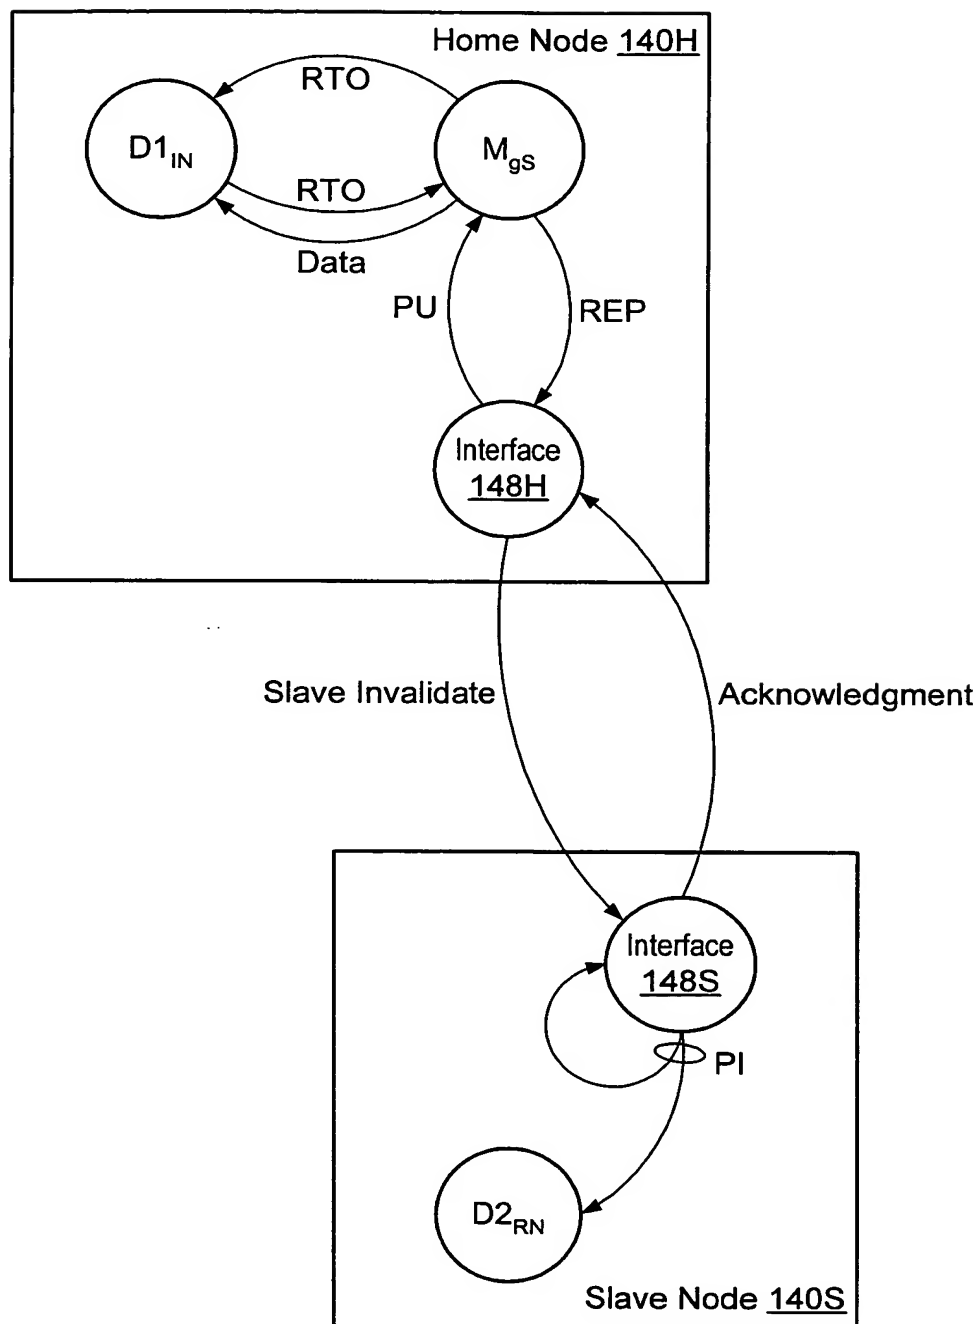 Home Node 140H
RTO
D1IN
MgS
RTO
Data
PU
REP
Interface
148H
Slave Invalidate
Acknowledgment
Interface
148S
PI
D2RN
Slave Node 140S